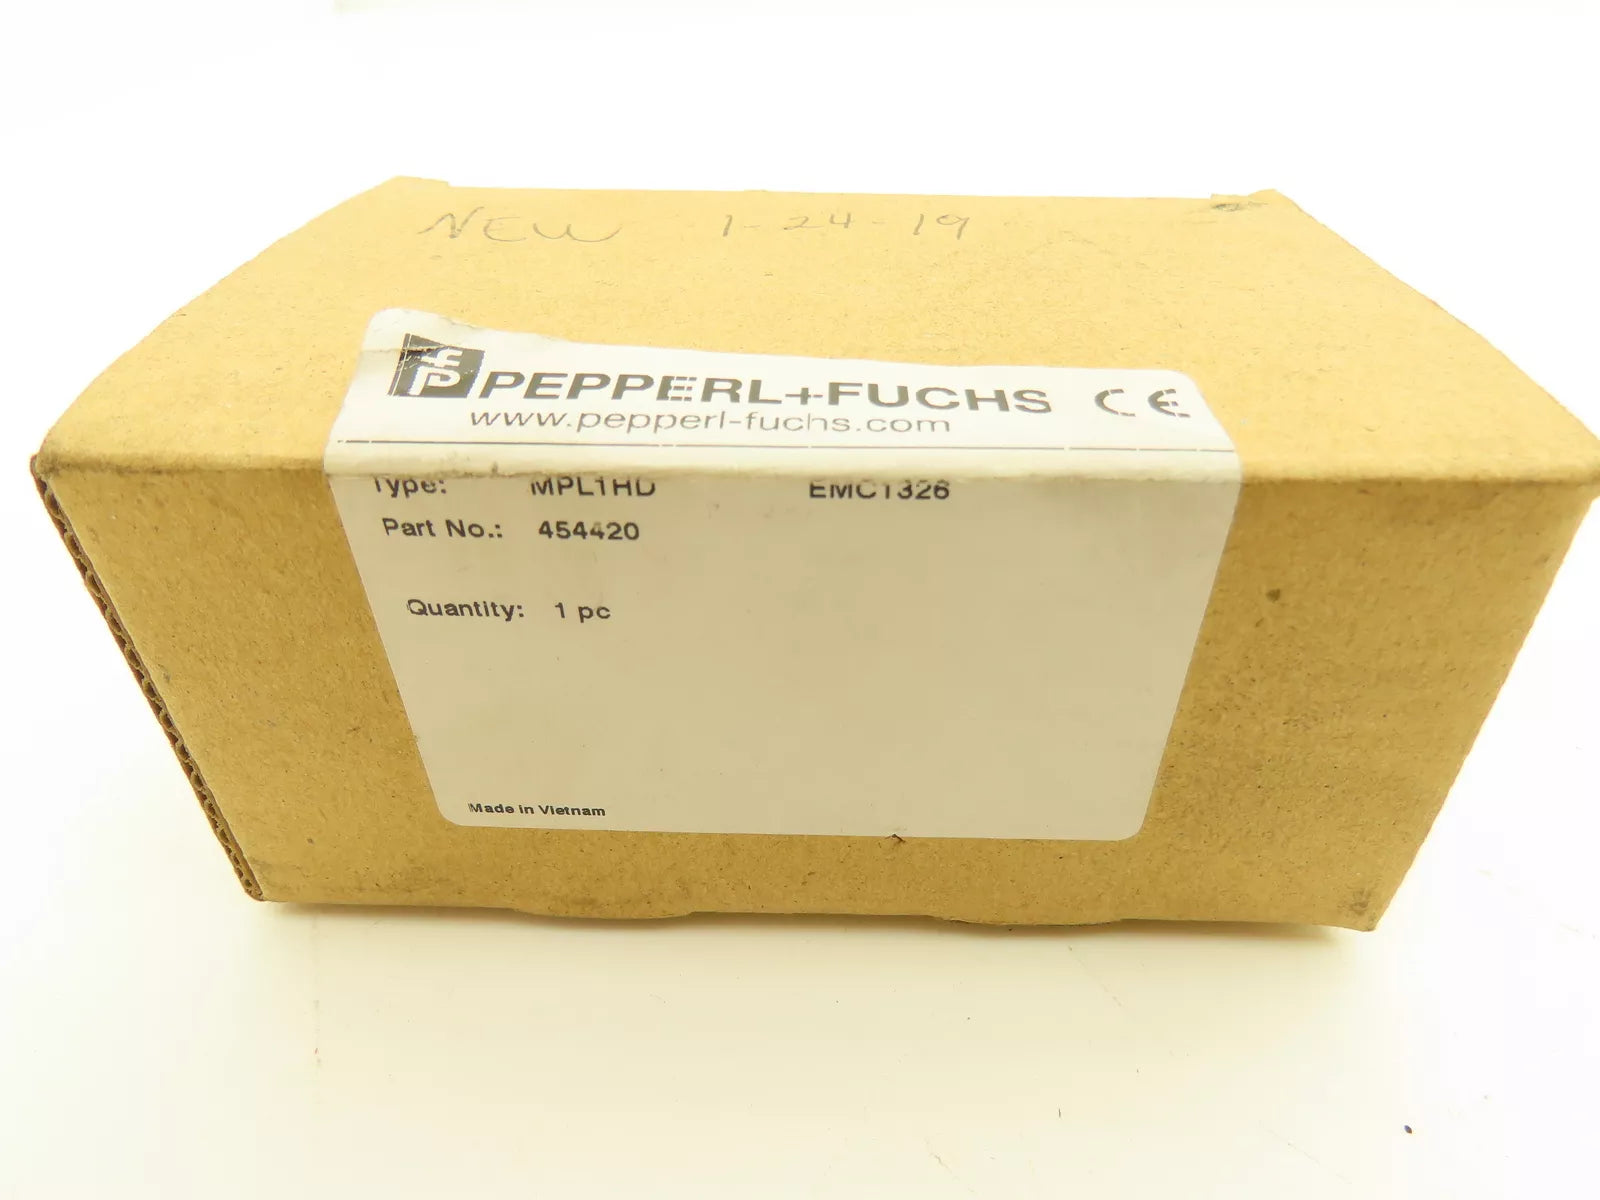 NEW 1-24-19
PEPPERL+FUCHS CE
www.pepperl-fuchs.com
Type: MPL1HD EMC1326
Part No.: 454420
Quantity: 1 pc
Made in Vietnam